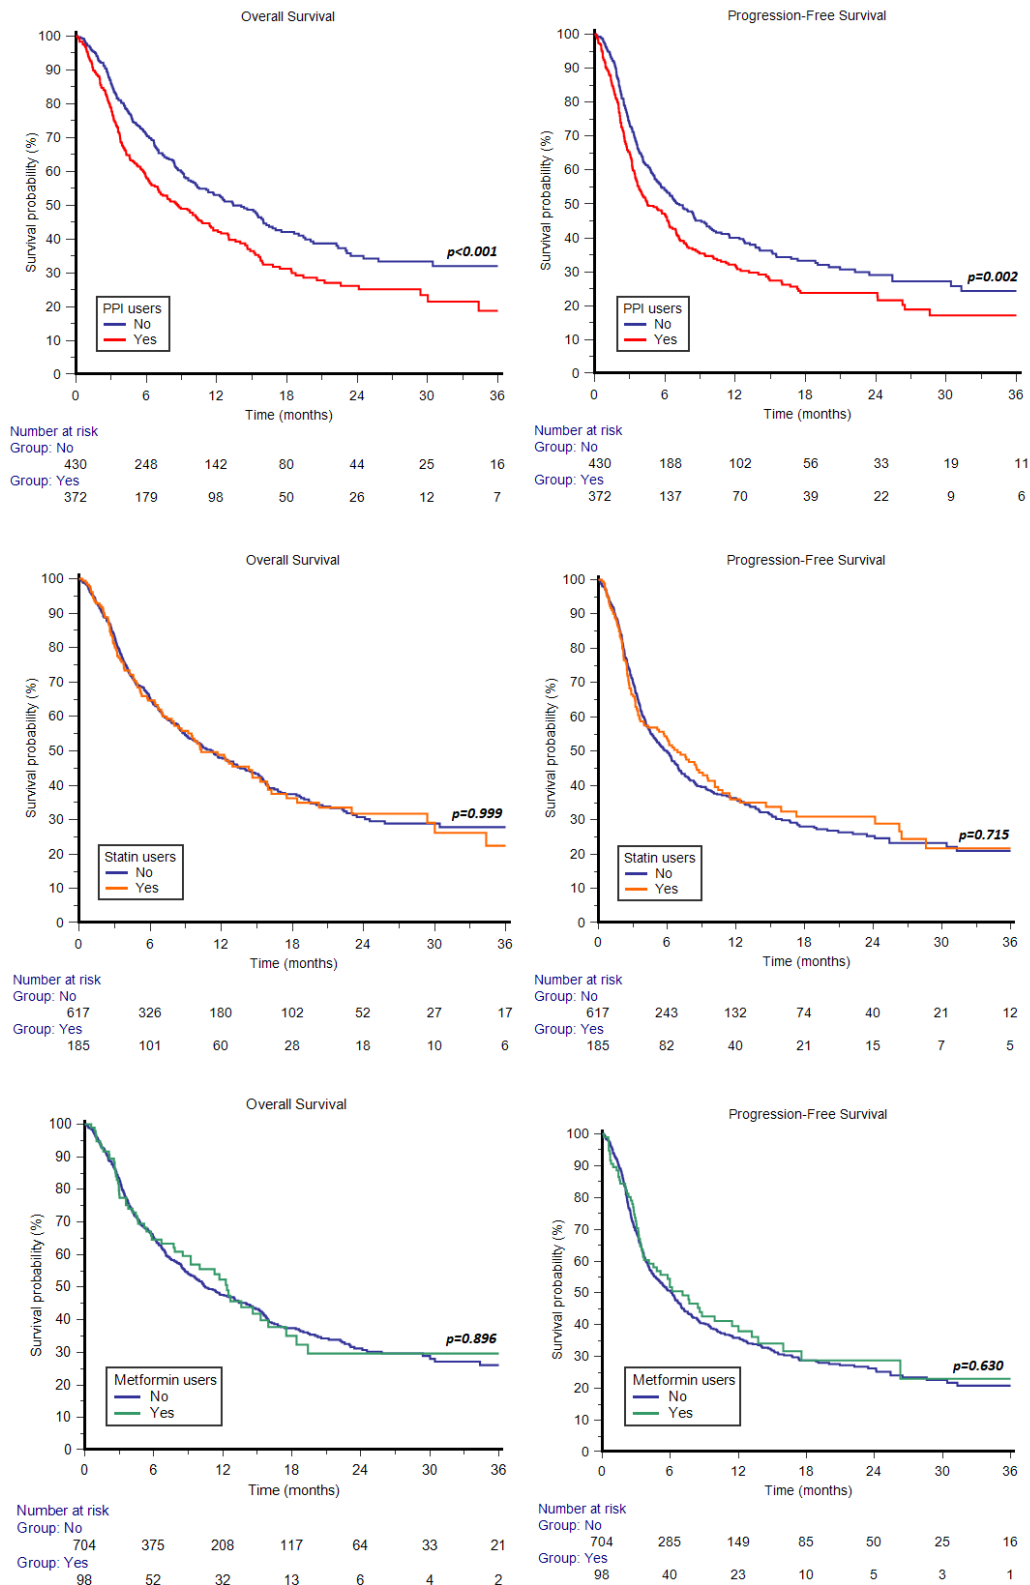 Overall Survival
100
90
80
70
60
50
40
30
20
10
0
Survival probability (%)
p<0.001
PPI users
No
Yes
0 6 12 18 24 30 36
Time (months)
Number at risk
Group: No
430 248 142 80 44 25 16
Group: Yes
372 179 98 50 26 12 7
Progression-Free Survival
100
90
80
70
60
50
40
30
20
10
0
Survival probability (%)
p=0.002
PPI users
No
Yes
0 6 12 18 24 30 36
Time (months)
Number at risk
Group: No
430 188 102 56 33 19 11
Group: Yes
372 137 70 39 22 9 6
Overall Survival
100
90
80
70
60
50
40
30
20
10
0
Survival probability (%)
p=0.999
Statin users
No
Yes
0 6 12 18 24 30 36
Time (months)
Number at risk
Group: No
617 326 180 102 52 27 17
Group: Yes
185 101 60 28 18 10 6
Progression-Free Survival
100
90
80
70
60
50
40
30
20
10
0
Survival probability (%)
p=0.715
Statin users
No
Yes
0 6 12 18 24 30 36
Time (months)
Number at risk
Group: No
617 243 132 74 40 21 12
Group: Yes
185 82 40 21 15 7 5
Overall Survival
100
90
80
70
60
50
40
30
20
10
0
Survival probability (%)
p=0.896
Metformin users
No
Yes
0 6 12 18 24 30 36
Time (months)
Number at risk
Group: No
704 375 208 117 64 33 21
Group: Yes
98 52 32 13 6 4 2
Progression-Free Survival
100
90
80
70
60
50
40
30
20
10
0
Survival probability (%)
p=0.630
Metformin users
No
Yes
0 6 12 18 24 30 36
Time (months)
Number at risk
Group: No
704 285 149 85 50 25 16
Group: Yes
98 40 23 10 5 3 1